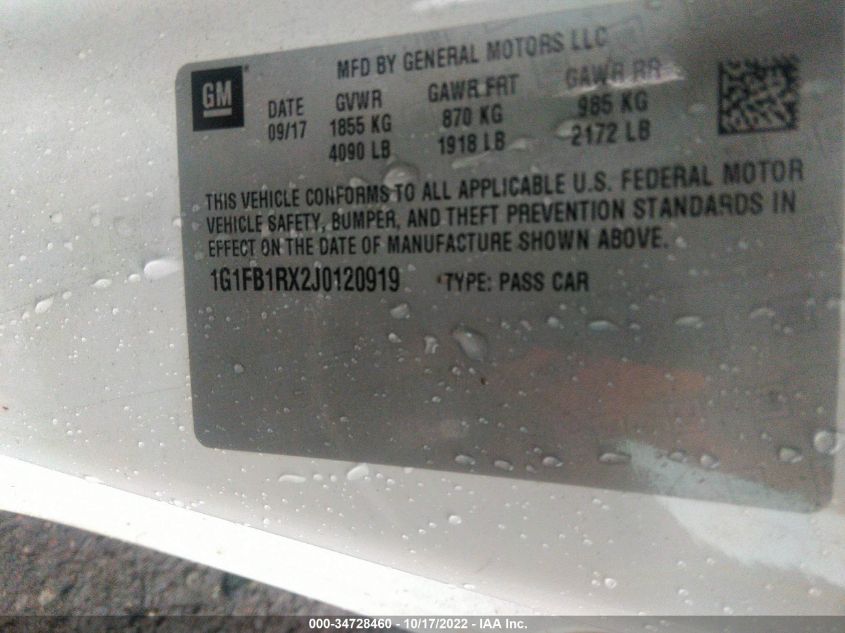 MFD BY GENERAL MOTORS LLC
GM
DATE GVWR GAWR FRT GAWR RR
09/17 1855 KG 870 KG 985 KG
4090 LB 1918 LB 2172 LB
THIS VEHICLE CONFORMS TO ALL APPLICABLE U.S. FEDERAL MOTOR
VEHICLE SAFETY, BUMPER, AND THEFT PREVENTION STANDARDS IN
EFFECT ON THE DATE OF MANUFACTURE SHOWN ABOVE.
1G1FB1RX2J0120919 TYPE: PASS CAR
000-34728460 - 10/17/2022 - IAA Inc.